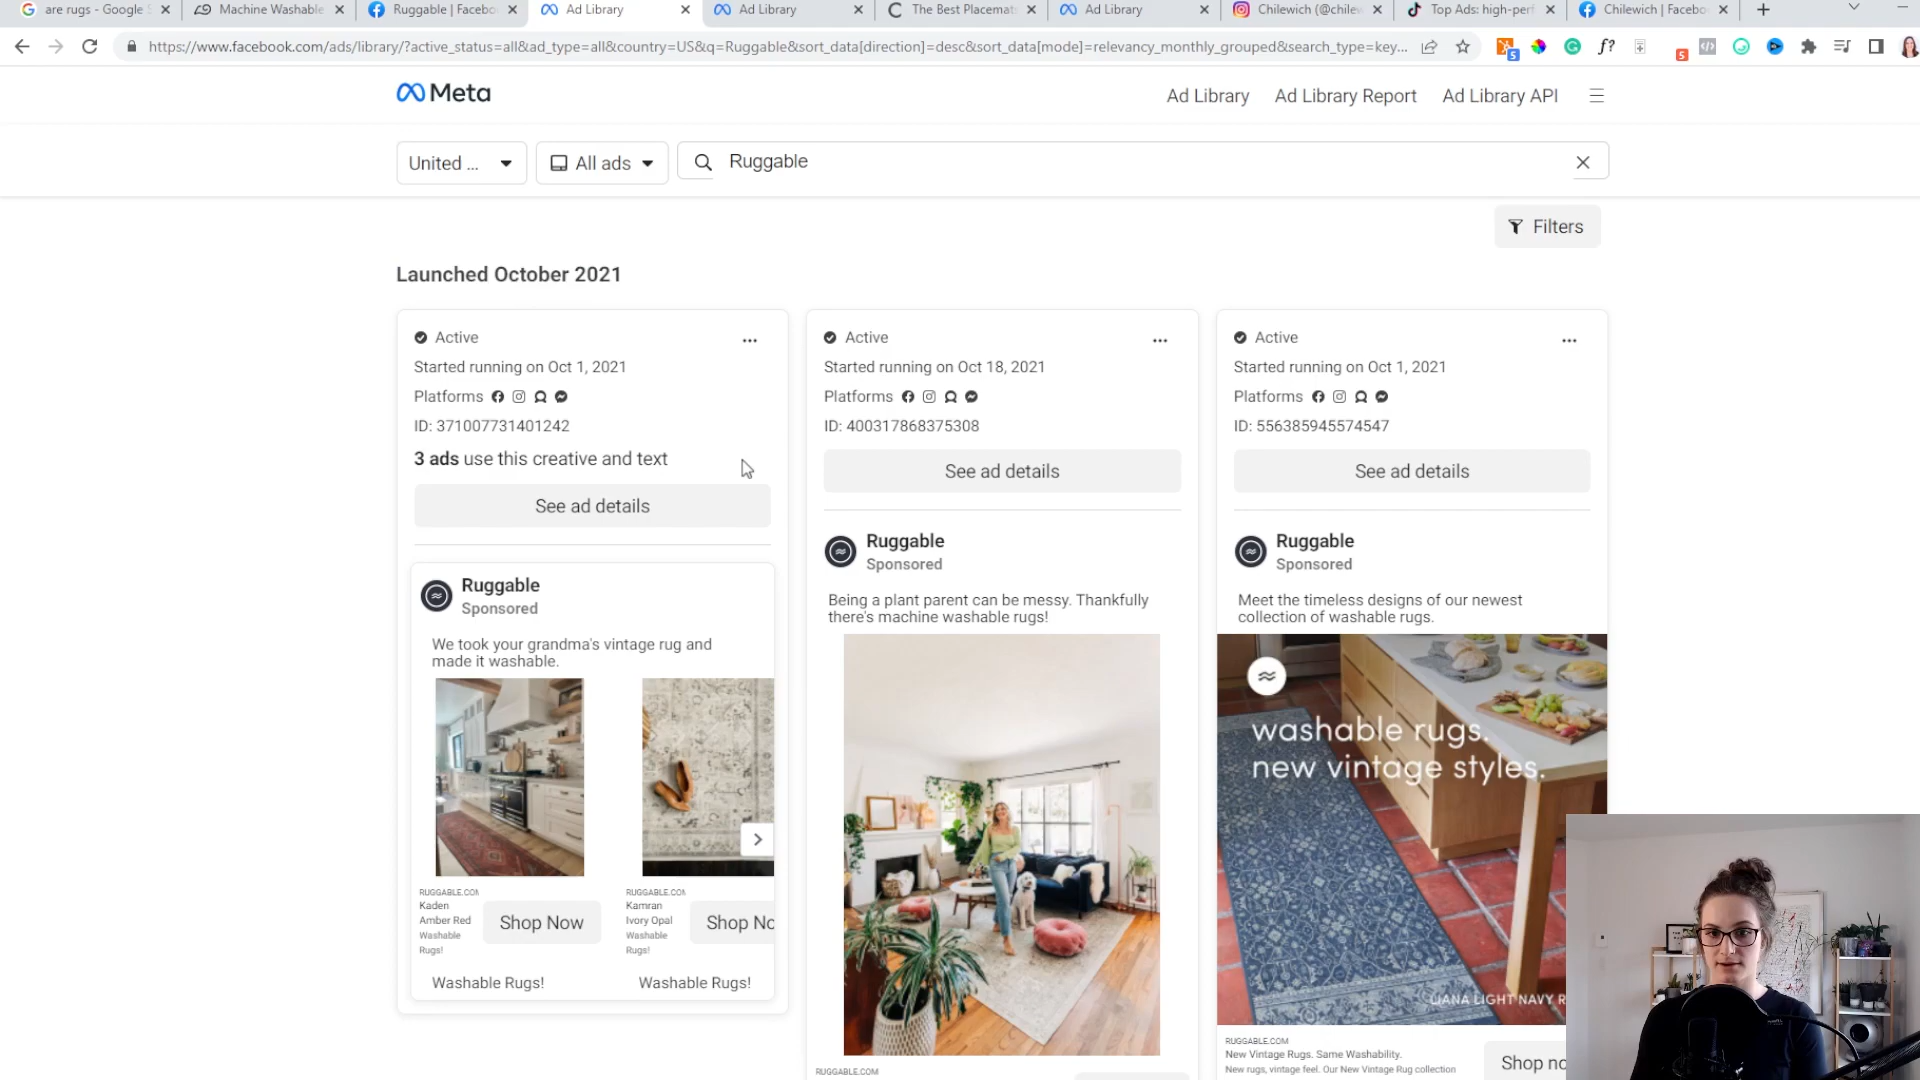 are rugs - Google S
Machine Washable
Ruggable | Facebo
Ad Library
Ad Library
The Best Placemat
Ad Library
Chilewich (@chilew
Top Ads: high-perf
Chilewich | Facebo
https://www.facebook.com/ads/library/?active_status=all&ad_type=all&country=US&q=Ruggable&sort_data[direction]=desc&sort_data[mode]=relevancy_monthly_grouped&search_type=key...
Meta
Ad Library
Ad Library Report
Ad Library API
United ...
All ads
Ruggable
Filters
Launched October 2021
Active
Started running on Oct 1, 2021
Platforms
ID: 371007731401242
3 ads use this creative and text
See ad details
Ruggable
Sponsored
We took your grandma's vintage rug and
made it washable.
RUGGABLE.COM
Kaden
Amber Red
Washable
Rugs!
Shop Now
Washable Rugs!
RUGGABLE.COM
Kamran
Ivory Opal
Washable
Rugs!
Shop No
Washable Rugs!
Active
Started running on Oct 18, 2021
Platforms
ID: 400317868375308
See ad details
Ruggable
Sponsored
Being a plant parent can be messy. Thankfully
there's machine washable rugs!
RUGGABLE.COM
Active
Started running on Oct 1, 2021
Platforms
ID: 556385945574547
See ad details
Ruggable
Sponsored
Meet the timeless designs of our newest
collection of washable rugs.
washable rugs.
new vintage styles.
LIANA LIGHT NAVY R
RUGGABLE.COM
New Vintage Rugs. Same Washability.
New rugs, vintage feel. Our New Vintage Rug collection
Shop no